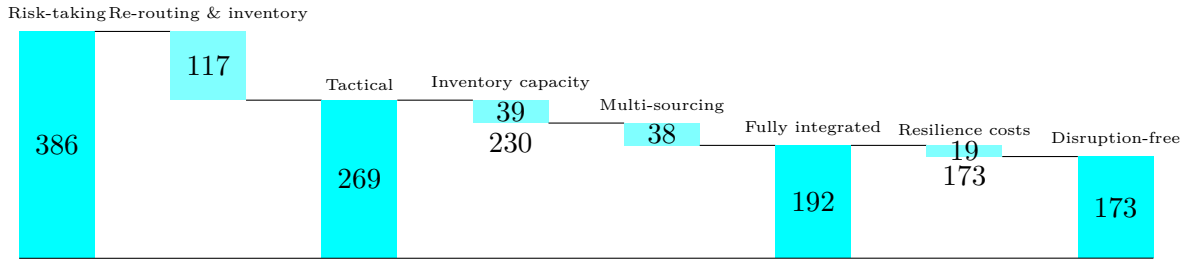 Risk-taking
Re-routing & inventory
Tactical
Inventory capacity
Multi-sourcing
Fully integrated
Resilience costs
Disruption-free
386
117
269
39
230
38
192
19
173
173